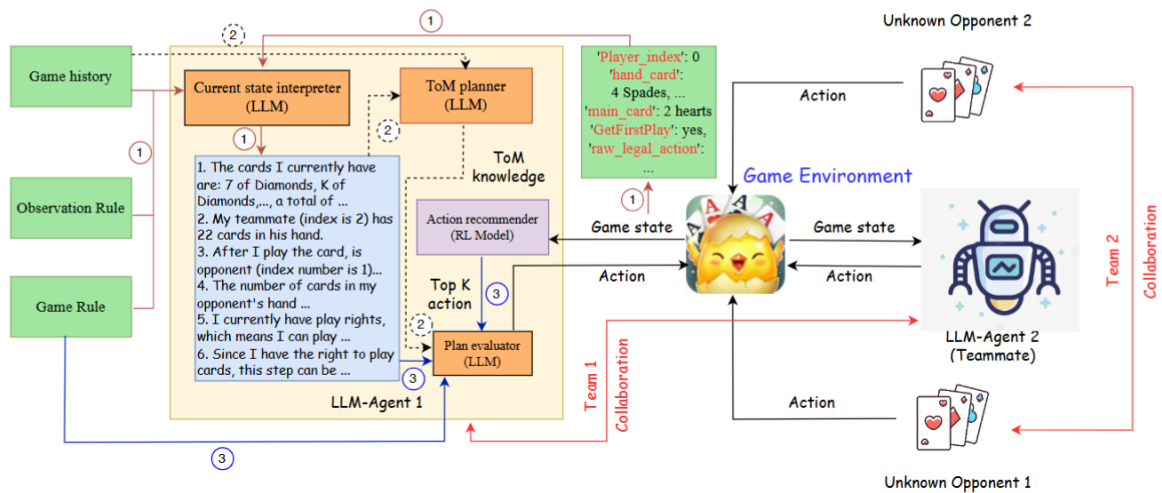 Game history
Observation Rule
Game Rule
1
2
1
Current state interpreter
(LLM)
ToM planner
(LLM)
1
2
1. The cards I currently have
are: 7 of Diamonds, K of
Diamonds,..., a total of ...
2. My teammate (index is 2) has
22 cards in his hand.
3. After I play the card, is
opponent (index number is 1)...
4. The number of cards in my
opponent's hand ...
5. I currently have play rights,
which means I can play ...
6. Since I have the right to play
cards, this step can be ...
ToM
knowledge
Action recommender
(RL Model)
Top K
action
3
2
Plan evaluator
(LLM)
3
LLM-Agent 1
3
1
'Player_index': 0
'hand_card':
4 Spades, ...
'main_card': 2 hearts
'GetFirstPlay': yes,
'raw_legal_action':
...
1
Game state
Action
Team 1
Collaboration
Game Environment
A
A
A
A
Unknown Opponent 2
Action
Game state
Action
LLM-Agent 2
(Teammate)
Action
Unknown Opponent 1
Team 2
Collaboration